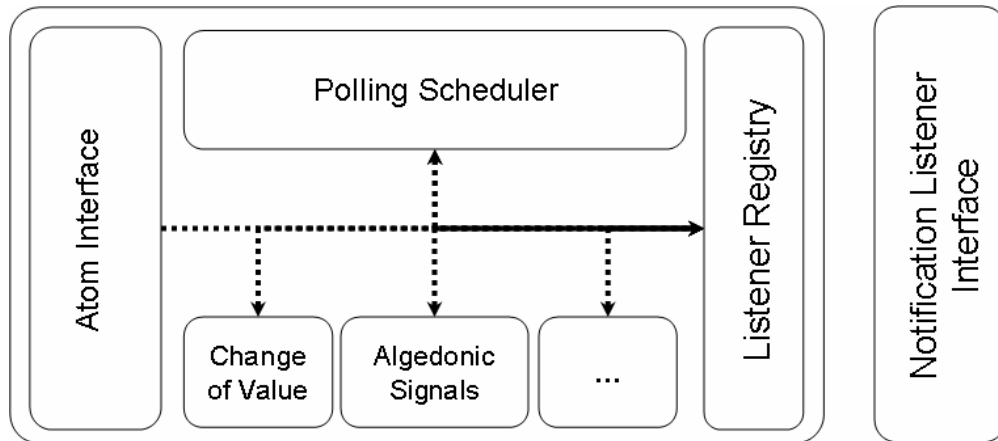 Atom Interface
Polling Scheduler
Change
of Value
Algedonic
Signals
...
Listener Registry
Notification Listener
Interface